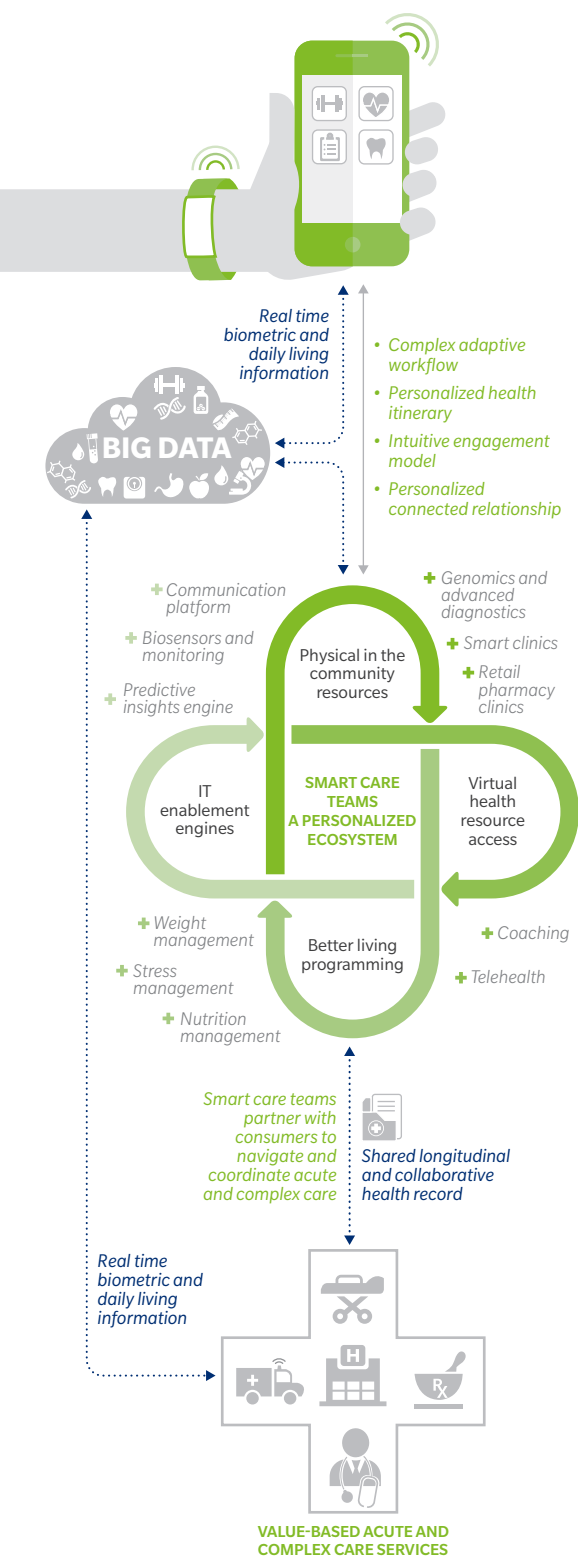 Real time
biometric and
daily living
information
• Complex adaptive
workflow
• Personalized health
itinerary
• Intuitive engagement
model
• Personalized
connected relationship
BIG DATA
+ Communication
platform
+ Biosensors and
monitoring
+ Predictive
insights engine
+ Genomics and
advanced
diagnostics
+ Smart clinics
+ Retail
pharmacy
clinics
Physical in the
community
resources
IT
enablement
engines
SMART CARE
TEAMS
A PERSONALIZED
ECOSYSTEM
Virtual
health
resource
access
Better living
programming
+ Weight
management
+ Stress
management
+ Nutrition
management
+ Coaching
+ Telehealth
Smart care teams
partner with
consumers to
navigate and
coordinate acute
and complex care
Shared longitudinal
and collaborative
health record
Real time
biometric and
daily living
information
H
Rx
VALUE-BASED ACUTE AND
COMPLEX CARE SERVICES